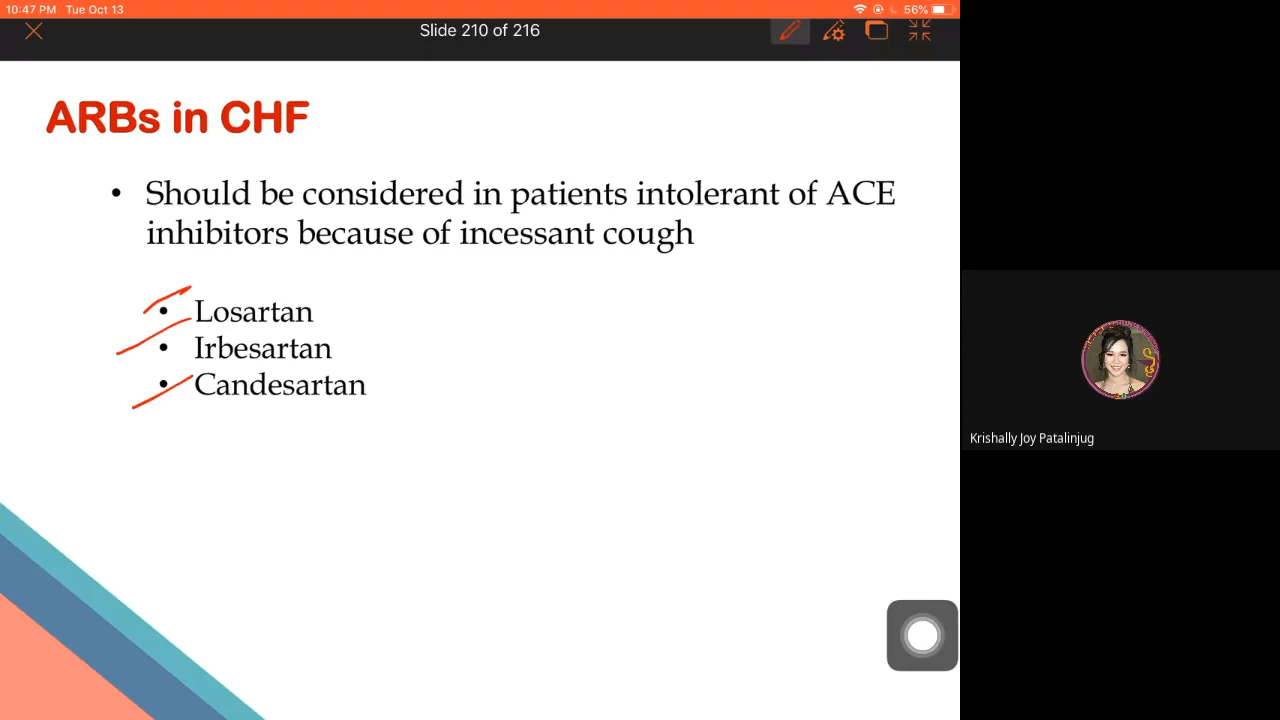 10:47 PM Tue Oct 13 56%
Slide 210 of 216
ARBs in CHF
• Should be considered in patients intolerant of ACE
inhibitors because of incessant cough
• Losartan
• Irbesartan
• Candesartan
Krishally Joy Patalinjug